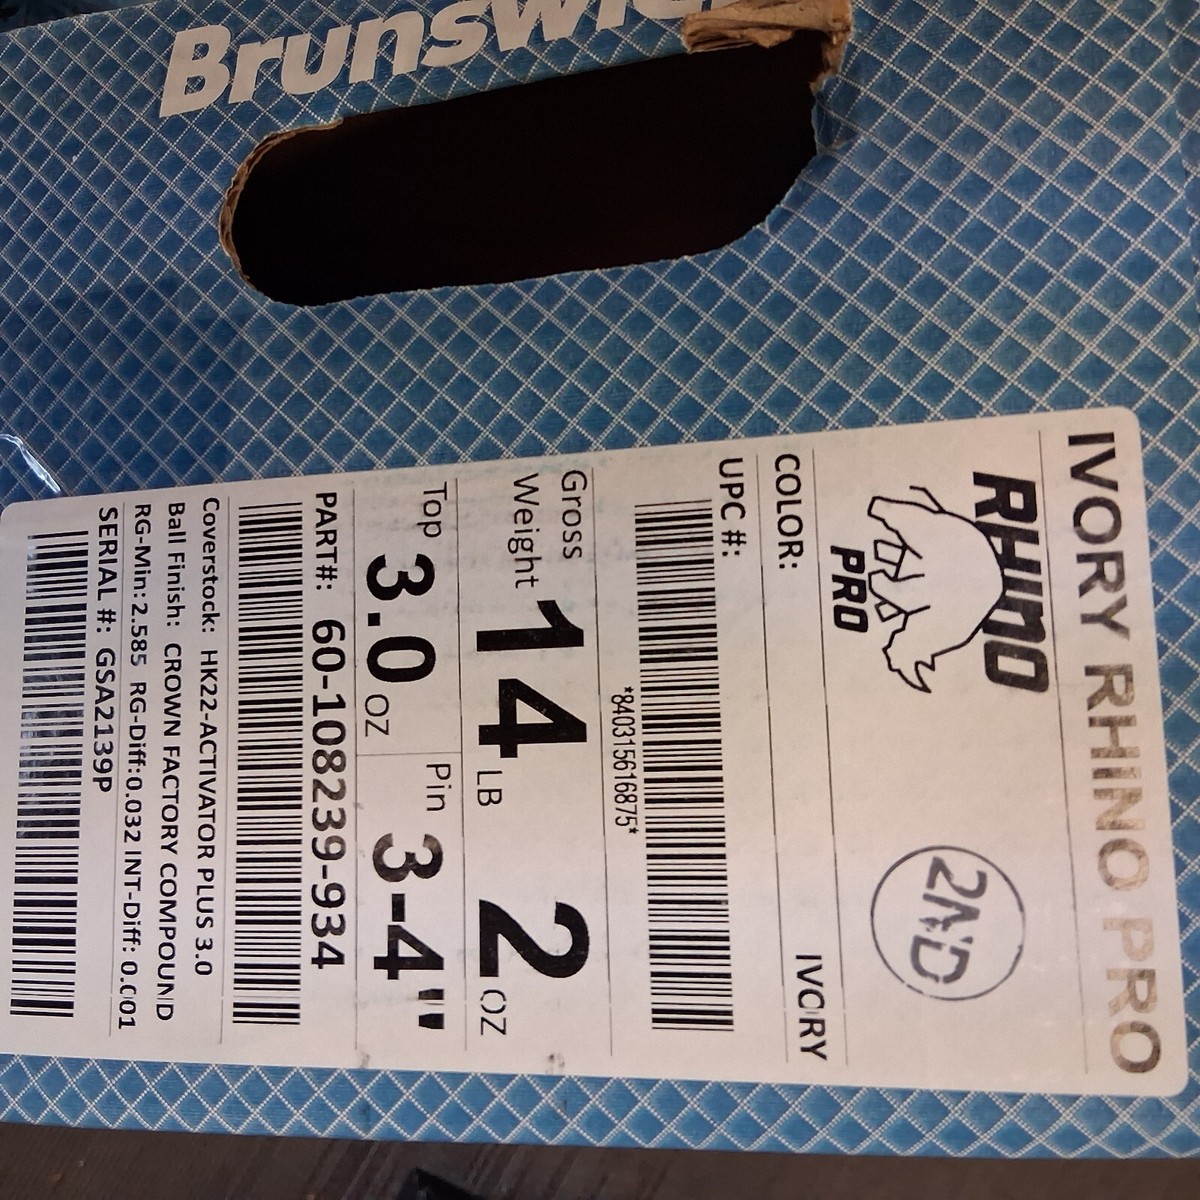 Brunswick
IVORY RHINO PRO
RHINO
PRO
2ND
COLOR: IVORY
UPC #:
*840315616875*
Gross Weight 14 LB 2 OZ
Top 3.0 OZ Pin 3-4"
PART#: 60-108239-934
Coverstock: HK22-ACTIVATOR PLUS 3.0
Ball Finish: CROWN FACTORY COMPOUND
RG-Min:2.585 RG-Diff:0.032 INT-Diff: 0.001
SERIAL #: GSA2139P